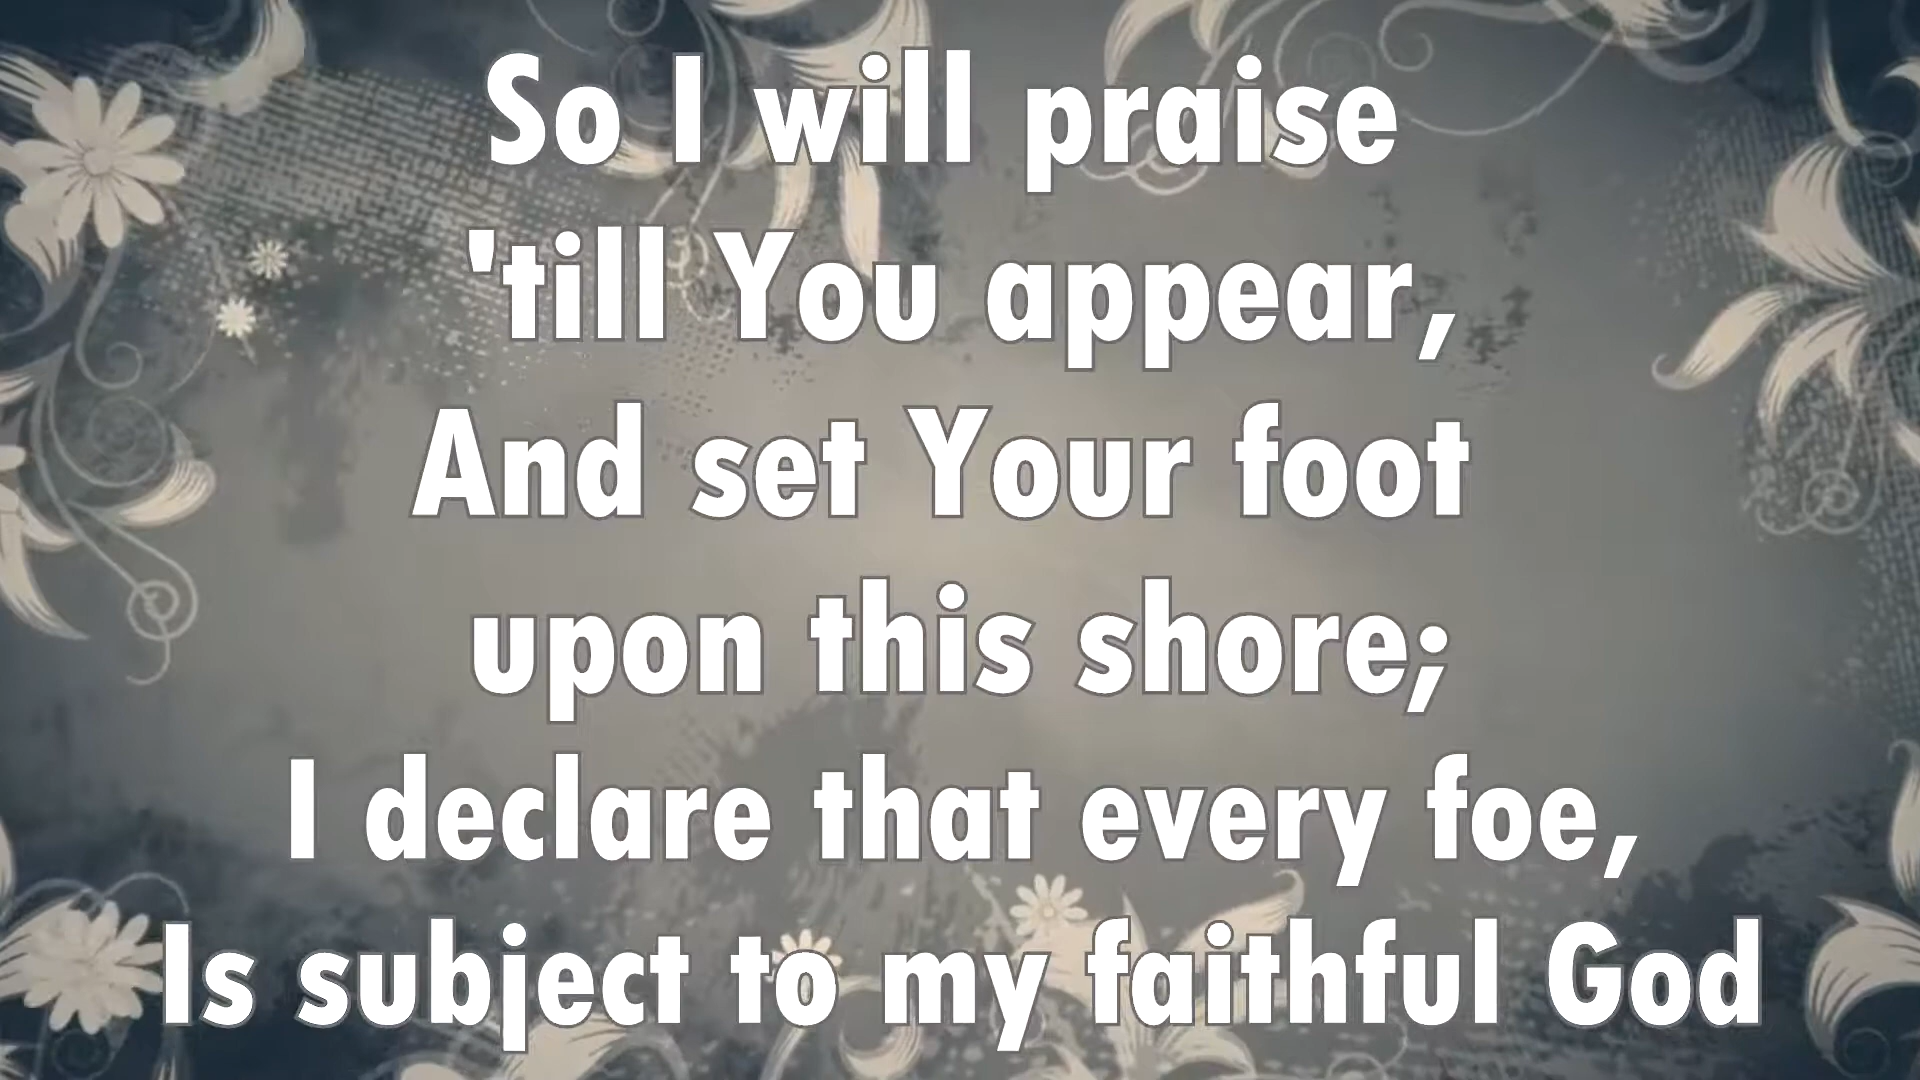 So I will praise
'till You appear,
And set Your foot
upon this shore;
I declare that every foe,
Is subject to my faithful God